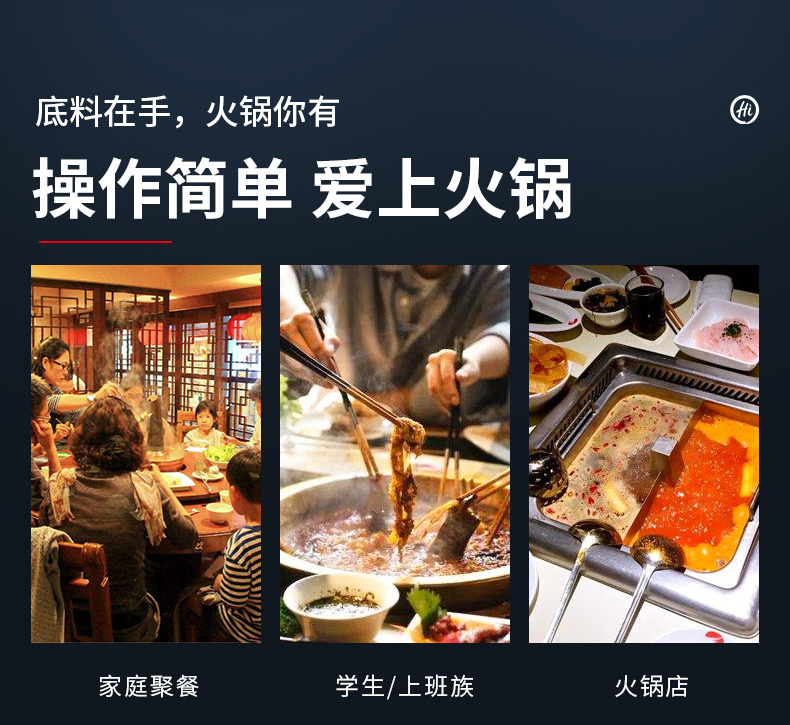 底料在手，火锅你有
Hi
操作简单 爱上火锅
家庭聚餐
学生/上班族
火锅店